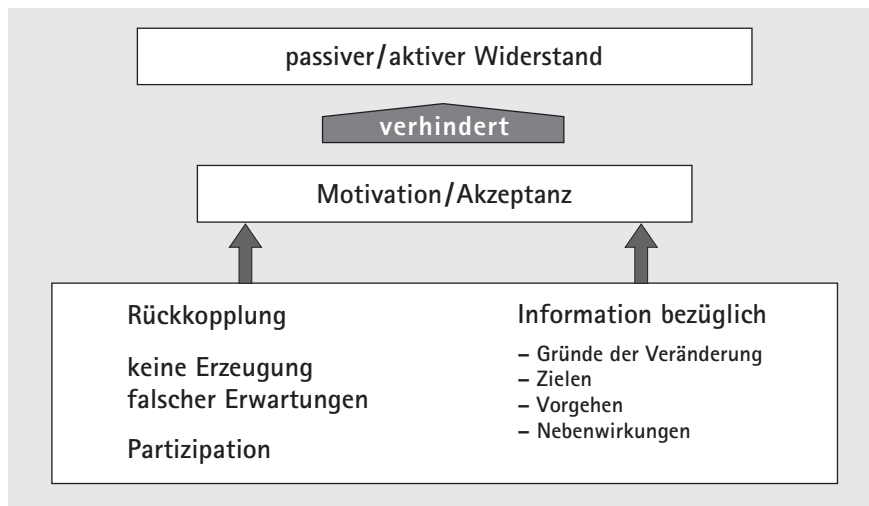 passiver/aktiver Widerstand
verhindert
Motivation/Akzeptanz
Rückkopplung
keine Erzeugung
falscher Erwartungen
Partizipation
Information bezüglich
– Gründe der Veränderung
– Zielen
– Vorgehen
– Nebenwirkungen